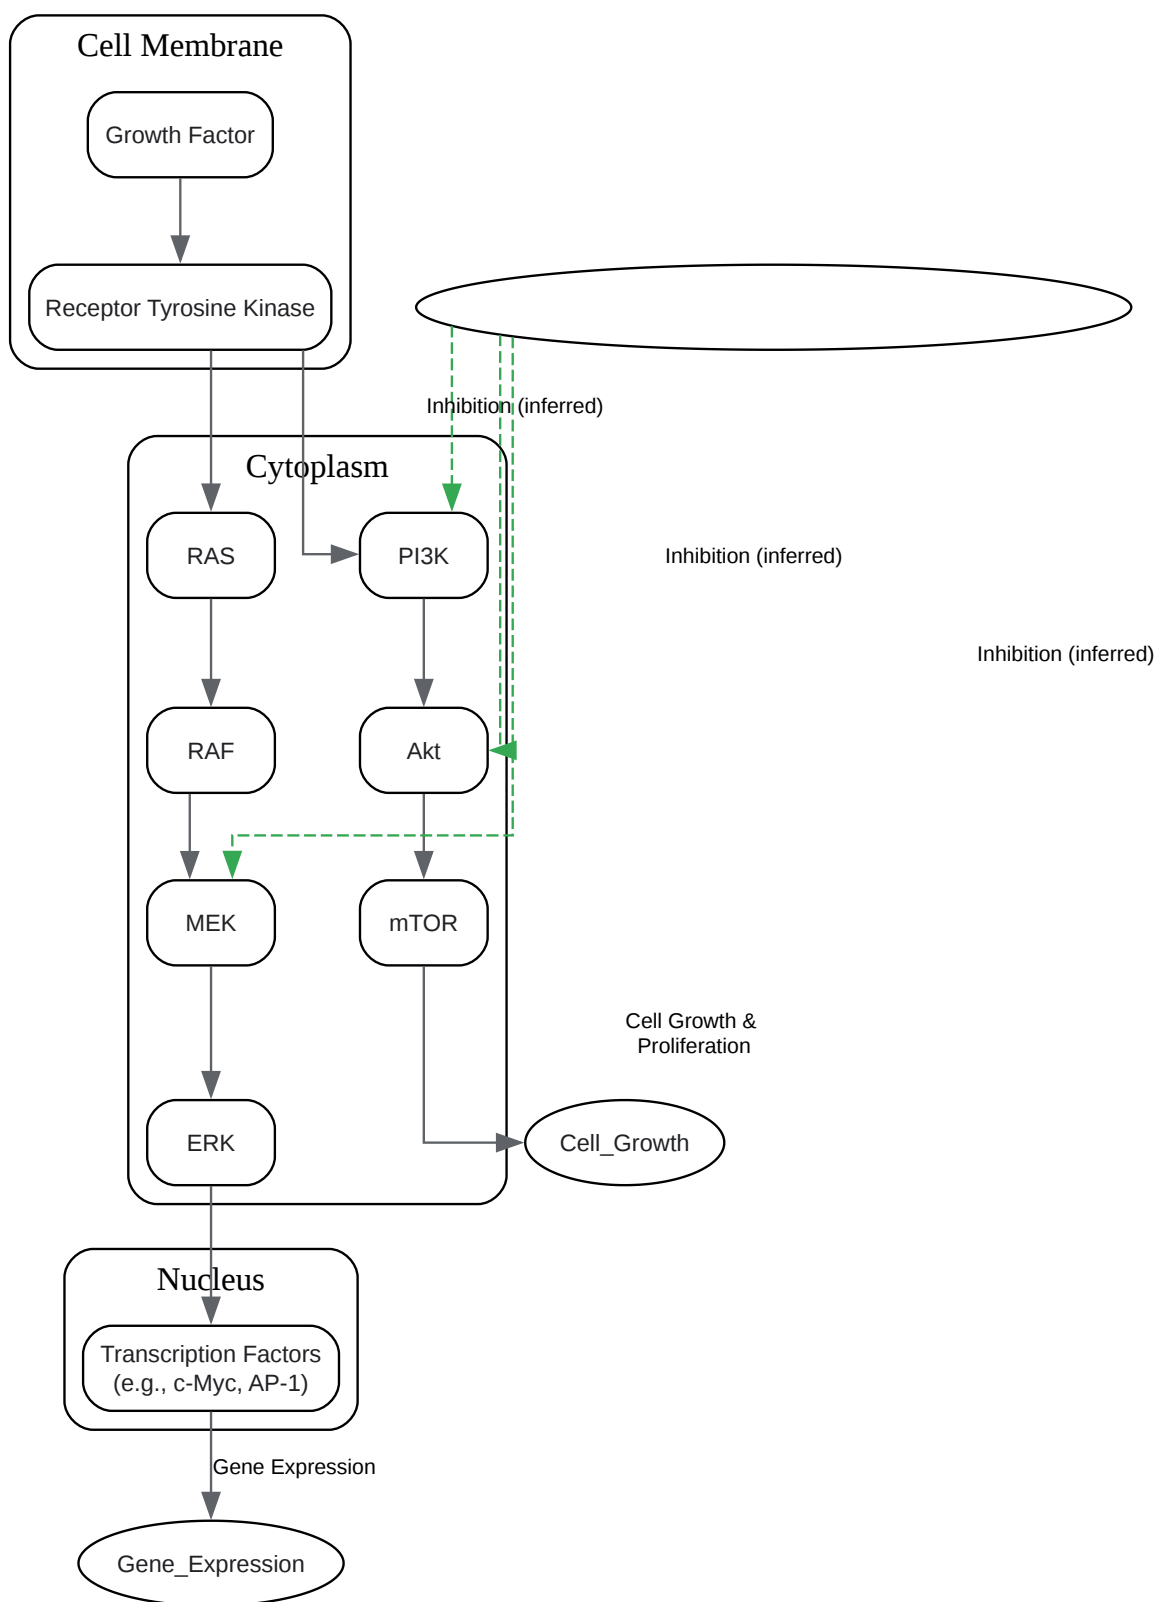 Cell Membrane
Growth Factor
Receptor Tyrosine Kinase
Inhibition (inferred)
Cytoplasm
RAS
PI3K
Inhibition (inferred)
Inhibition (inferred)
RAF
Akt
MEK
mTOR
Cell Growth &
Proliferation
ERK
Cell_Growth
Nucleus
Transcription Factors
(e.g., c-Myc, AP-1)
Gene Expression
Gene_Expression